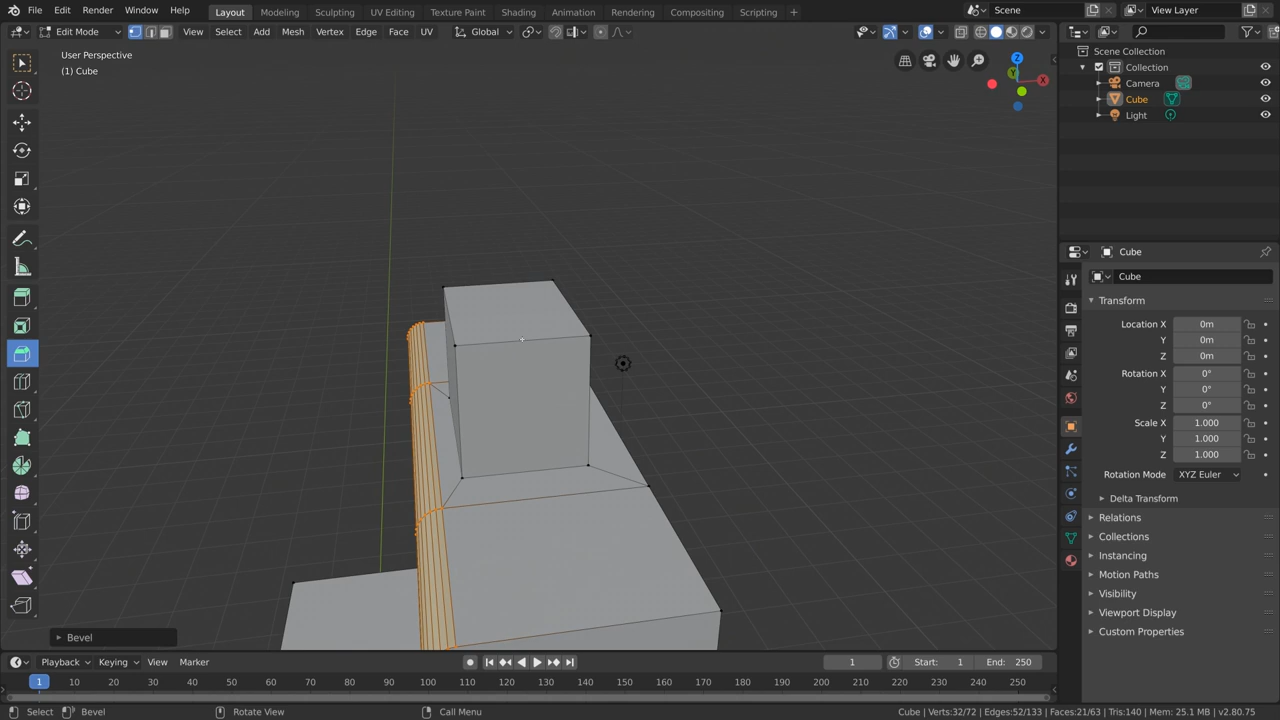 File Edit Render Window Help Layout Modeling Sculpting UV Editing Texture Paint Shading Animation Rendering Compositing Scripting + Scene View Layer
Edit Mode View Select Add Mesh Vertex Edge Face UV Global
User Perspective
(1) Cube
Z
Y
X
Scene Collection
Collection
Camera
Cube
Light
Cube
Cube
Transform
Location X 0m
Y 0m
Z 0m
Rotation X 0°
Y 0°
Z 0°
Scale X 1.000
Y 1.000
Z 1.000
Rotation Mode XYZ Euler
Delta Transform
Relations
Collections
Instancing
Motion Paths
Visibility
Viewport Display
Custom Properties
Bevel
Playback Keying View Marker 1 Start: 1 End: 250
1 10 20 30 40 50 60 70 80 90 100 110 120 130 140 150 160 170 180 190 200 210 220 230 240 250
Select Bevel Rotate View Call Menu Cube | Verts:32/72 | Edges:52/133 | Faces:21/63 | Tris:140 | Mem: 25.1 MB | v2.80.75